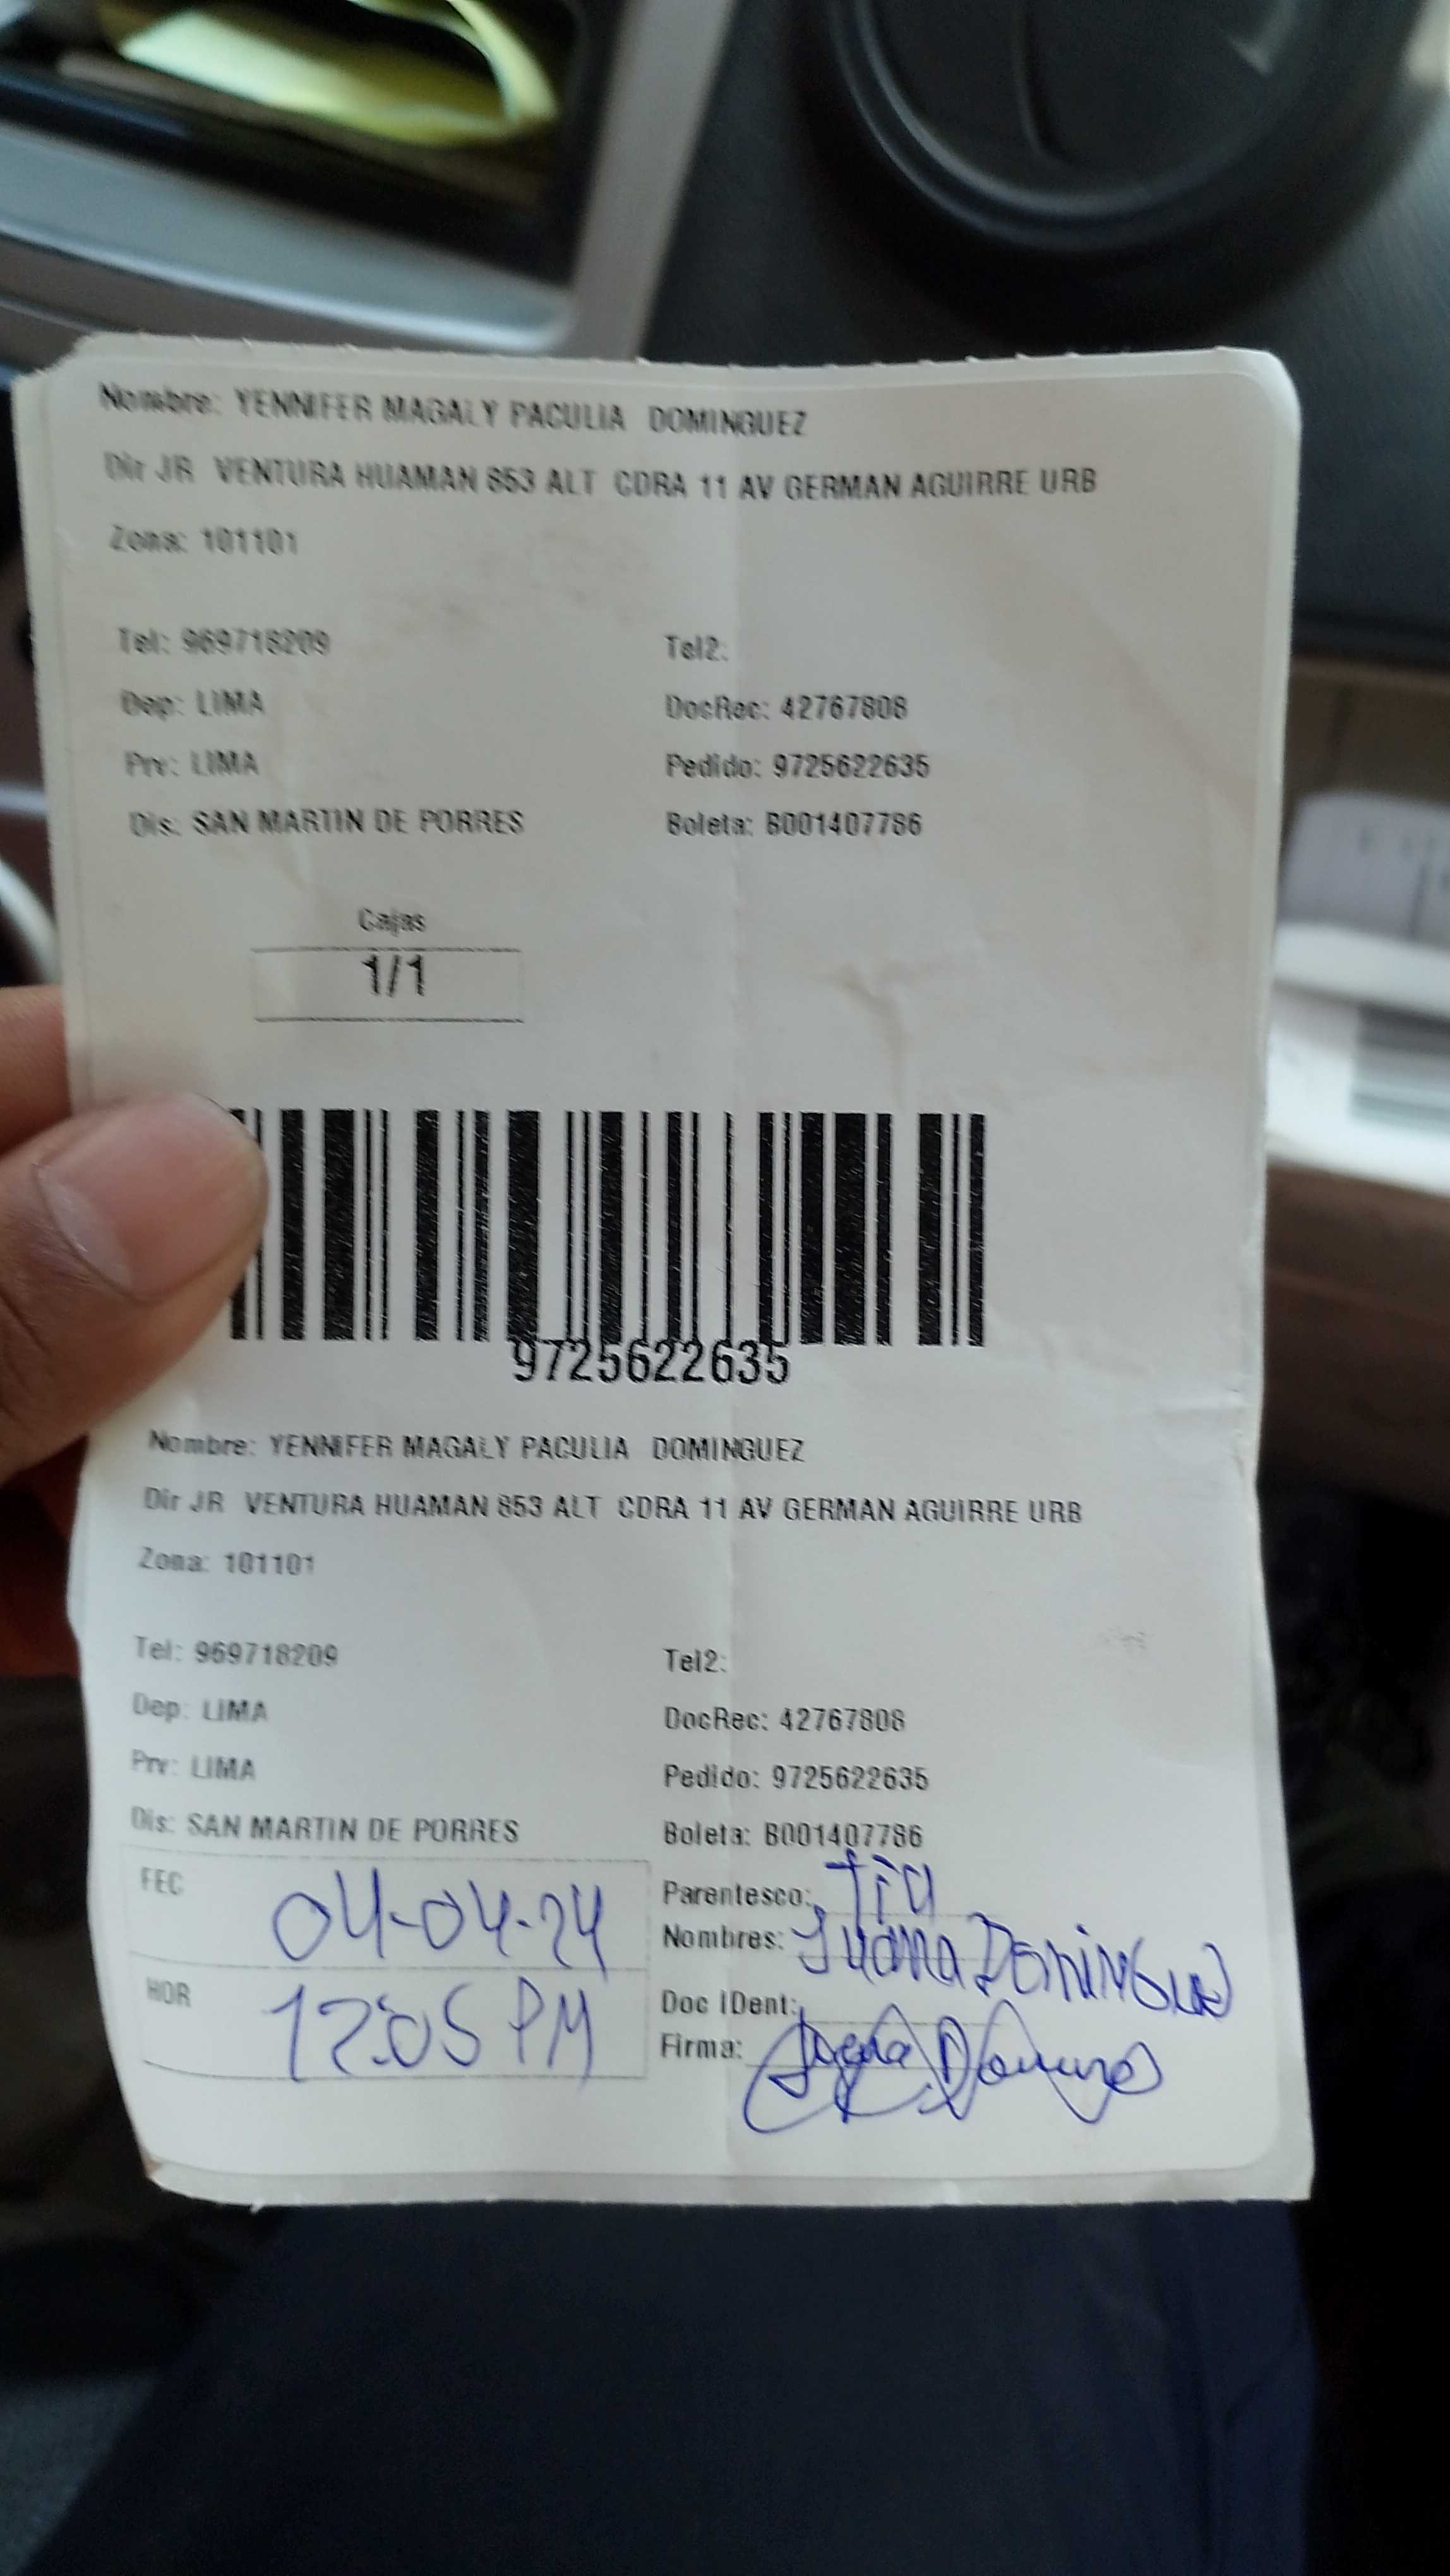 Nombre: YENNIFER MAGALY PACULIA DOMINGUEZ
Dir JR VENTURA HUAMAN 853 ALT CDRA 11 AV GERMAN AGUIRRE URB
Zona: 101101
Tel: 969718209 Tel2:
Dep: LIMA DocRec: 42767808
Prv: LIMA Pedido: 9725622635
Dis: SAN MARTIN DE PORRES Boleta: B001407786
Cajas
1/1
9725622635
Nombre: YENNIFER MAGALY PACULIA DOMINGUEZ
Dir JR VENTURA HUAMAN 853 ALT CDRA 11 AV GERMAN AGUIRRE URB
Zona: 101101
Tel: 969718209 Tel2:
Dep: LIMA DocRec: 42767808
Prv: LIMA Pedido: 9725622635
Dis: SAN MARTIN DE PORRES Boleta: B001407786
FEC 04-04-24 Parentesco: Tia
Nombres: Juana Dominguez
HOR 12:05 PM Doc IDent:
Firma: